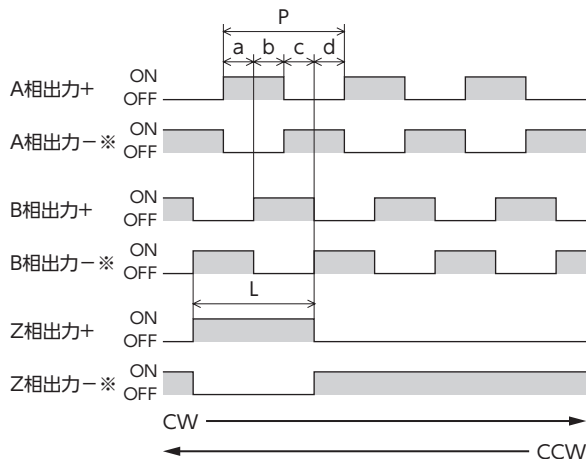 P
a b c d
A相出力+ ON
OFF
A相出力-※ ON
OFF
B相出力+ ON
OFF
B相出力-※ ON
OFF
L
Z相出力+ ON
OFF
Z相出力-※ ON
OFF
CW
CCW